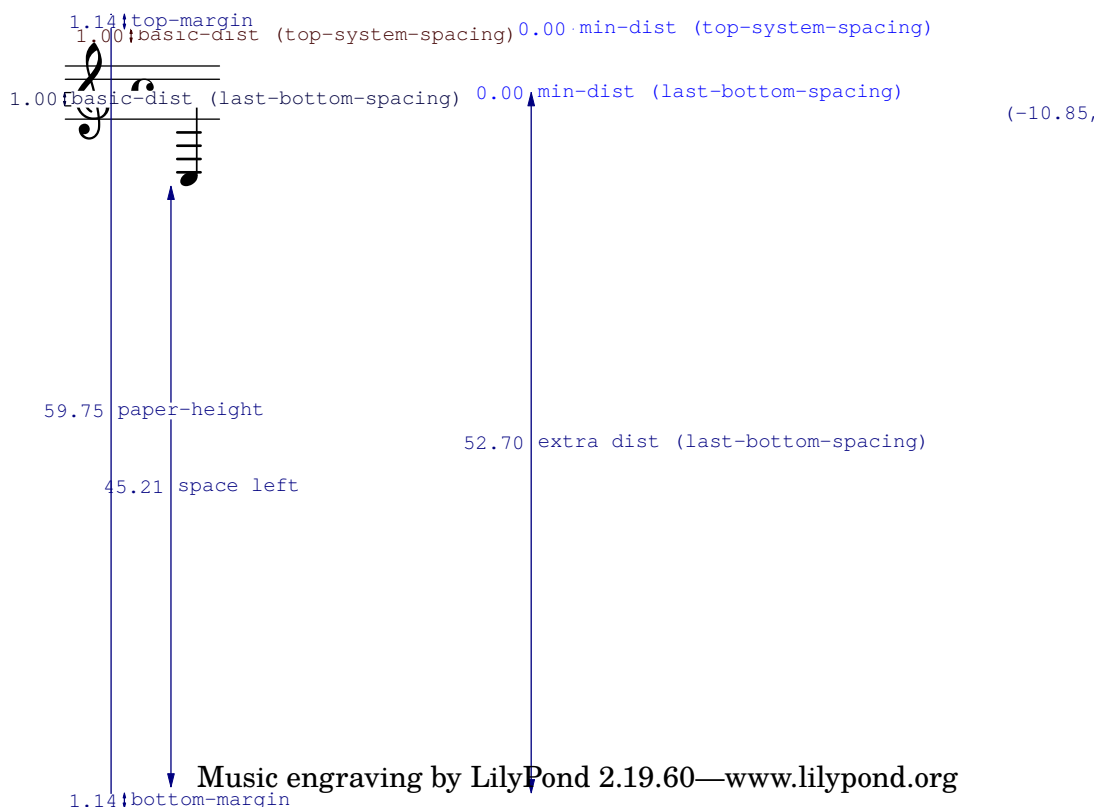 1.14 top-margin
1.00 basic-dist (top-system-spacing) 0.00 min-dist (top-system-spacing)
1.00 basic-dist (last-bottom-spacing) 0.00 min-dist (last-bottom-spacing)
(-10.85,
59.75 paper-height
52.70 extra dist (last-bottom-spacing)
45.21 space left
Music engraving by LilyPond 2.19.60—www.lilypond.org
1.14 bottom-margin